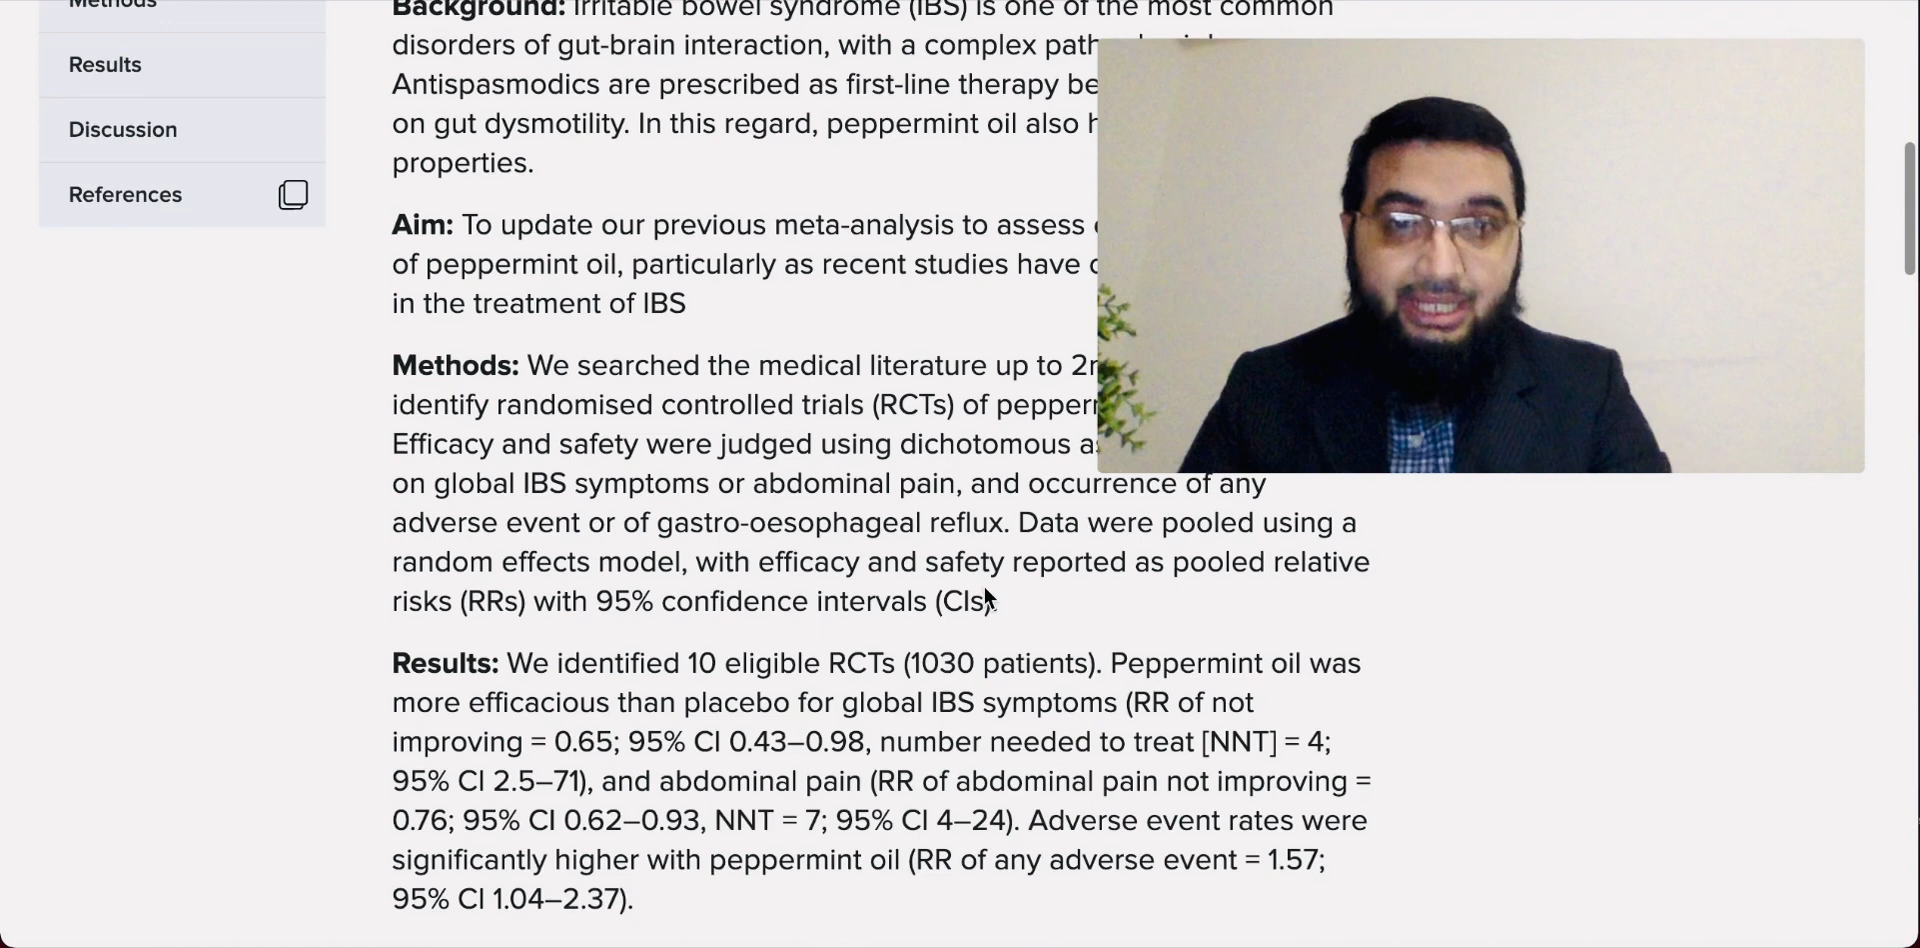 Methods
Results
Discussion
References
Background: Irritable bowel syndrome (IBS) is one of the most common
disorders of gut-brain interaction, with a complex
Antispasmodics are prescribed as first-line therapy
on gut dysmotility. In this regard, peppermint oil also
properties.
Aim: To update our previous meta-analysis to assess
of peppermint oil, particularly as recent studies have
in the treatment of IBS
Methods: We searched the medical literature up to
identify randomised controlled trials (RCTs) of
Efficacy and safety were judged using dichotomous
on global IBS symptoms or abdominal pain, and occurrence of any
adverse event or of gastro-oesophageal reflux. Data were pooled using a
random effects model, with efficacy and safety reported as pooled relative
risks (RRs) with 95% confidence intervals (CIs)
Results: We identified 10 eligible RCTs (1030 patients). Peppermint oil was
more efficacious than placebo for global IBS symptoms (RR of not
improving = 0.65; 95% CI 0.43–0.98, number needed to treat [NNT] = 4;
95% CI 2.5–71), and abdominal pain (RR of abdominal pain not improving =
0.76; 95% CI 0.62–0.93, NNT = 7; 95% CI 4–24). Adverse event rates were
significantly higher with peppermint oil (RR of any adverse event = 1.57;
95% CI 1.04–2.37).